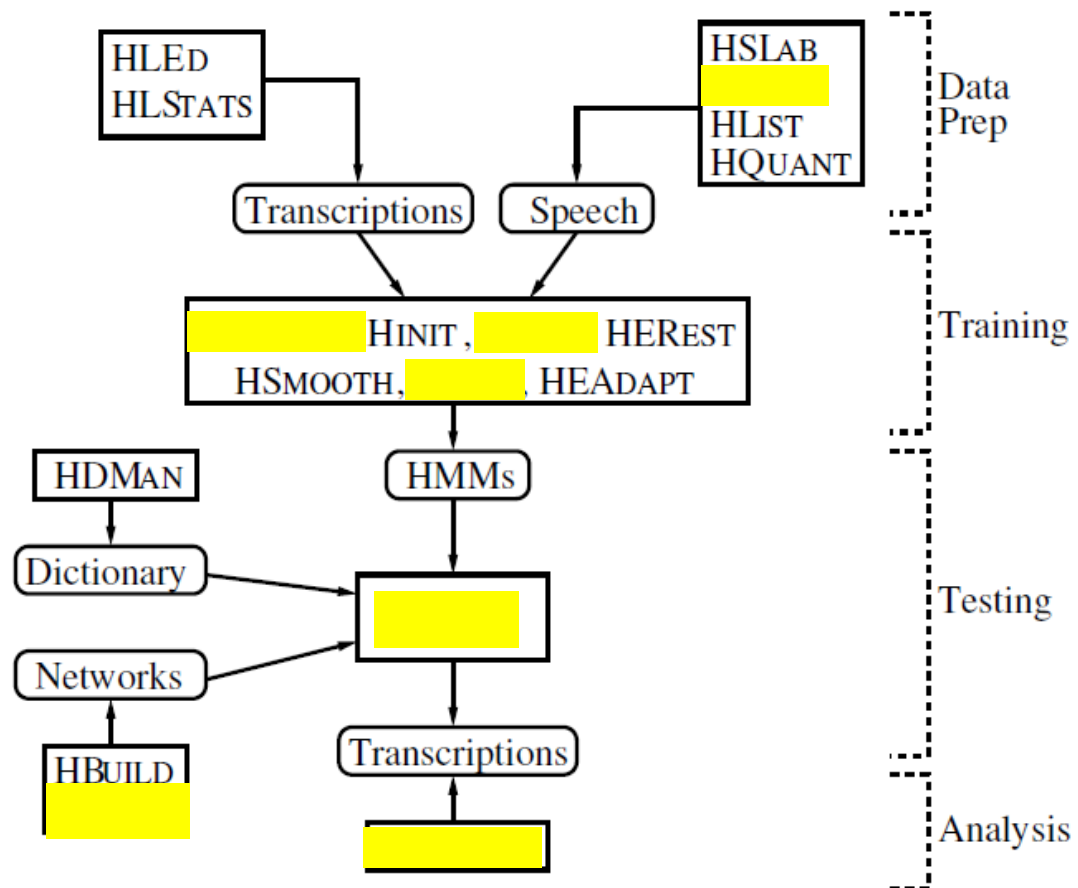 HLED
HLSTATS
HSLAB
HLIST
HQUANT
Data
Prep
Transcriptions
Speech
HINIT, HEREST
HSMOOTH, , HEADAPT
Training
HDMAN
HMMs
Dictionary
Testing
Networks
Transcriptions
HBUILD
Analysis